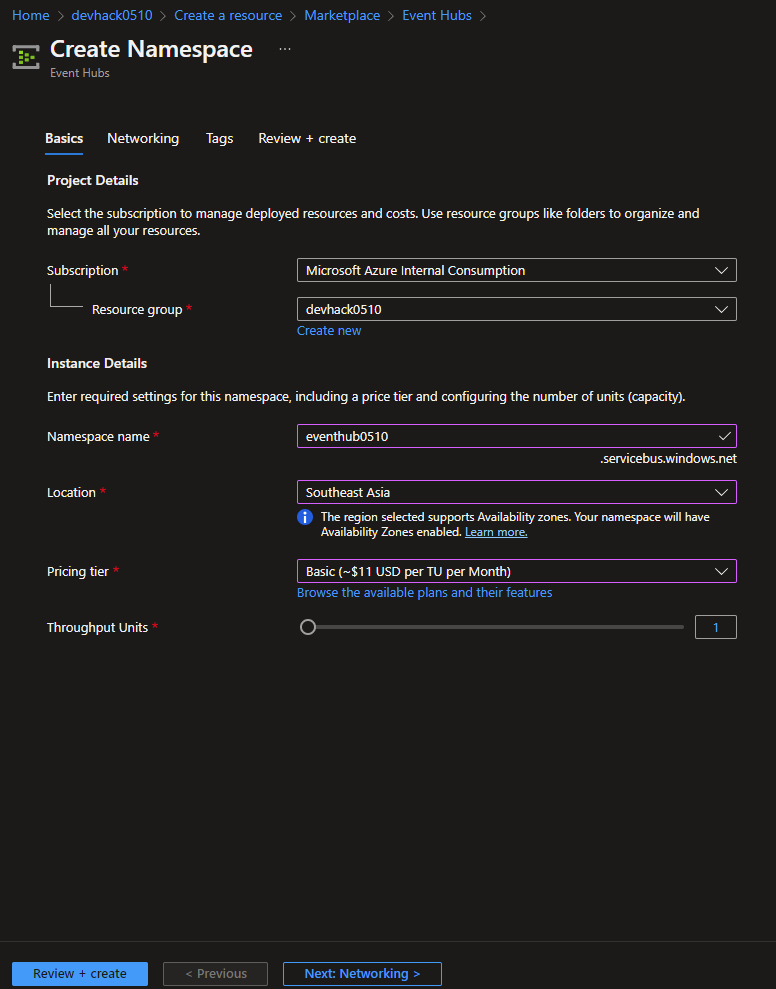 Home > devhack0510 > Create a resource > Marketplace > Event Hubs >
Create Namespace ...
Event Hubs
Basics Networking Tags Review + create
Project Details
Select the subscription to manage deployed resources and costs. Use resource groups like folders to organize and
manage all your resources.
Subscription * Microsoft Azure Internal Consumption
Resource group * devhack0510
Create new
Instance Details
Enter required settings for this namespace, including a price tier and configuring the number of units (capacity).
Namespace name * eventhub0510
.servicebus.windows.net
Location * Southeast Asia
The region selected supports Availability zones. Your namespace will have
Availability Zones enabled. Learn more.
Pricing tier * Basic (~$11 USD per TU per Month)
Browse the available plans and their features
Throughput Units * 1
Review + create < Previous Next: Networking >